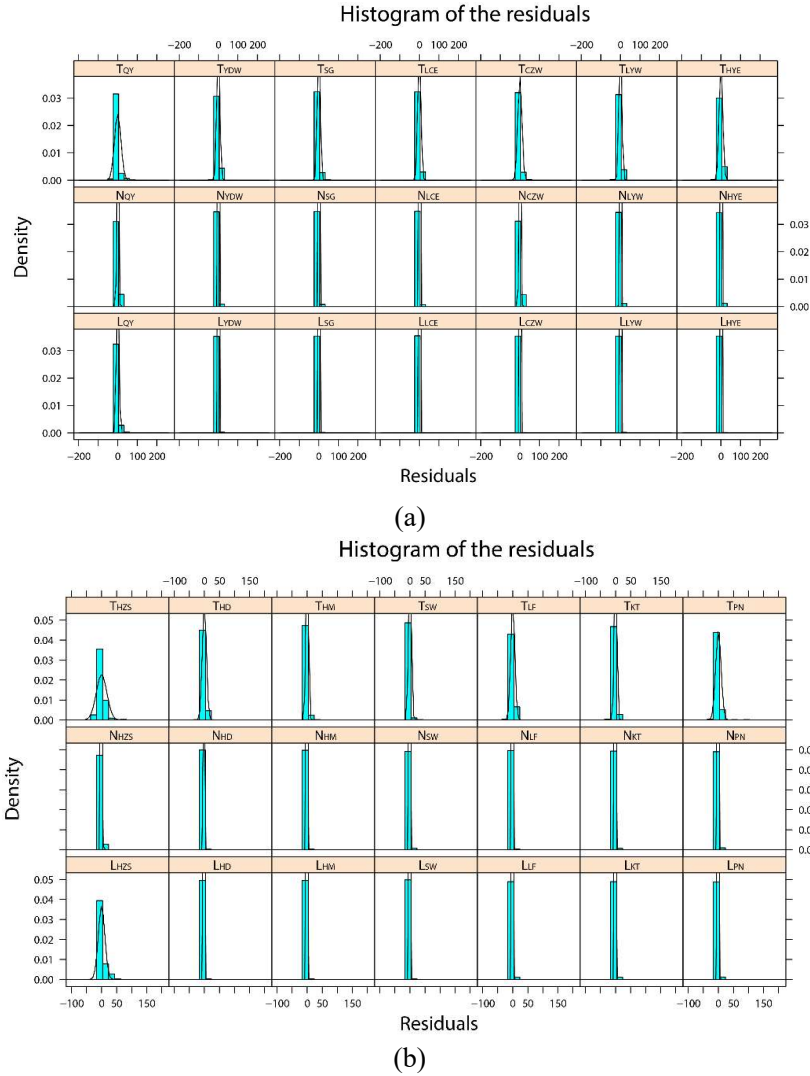 Histogram of the residuals
−200 0 100 200 −200 0 100 200 −200 0 100 200
TQY TYDW TSG TLCE TCZW TLYW THYE
0.03
0.02
0.01
0.00
NQY NYDW NSG NLCE NCZW NLYW NHYE
0.03
0.02
0.01
0.00
Density
LQY LYDW LSG LLCE LCZW LLYW LHYE
0.03
0.02
0.01
0.00
−200 0 100 200 −200 0 100 200 −200 0 100 200 −200 0 100 200
Residuals
(a)
Histogram of the residuals
−100 0 50 150 −100 0 50 150 −100 0 50 150
THZS THD THM TSW TLF TKT TPN
0.05
0.04
0.03
0.02
0.01
0.00
NHZS NHD NHM NSW NLF NKT NPN
Density
LHZS LHD LHM LSW LLF LKT LPN
0.05
0.04
0.03
0.02
0.01
0.00
−100 0 50 150 −100 0 50 150 −100 0 50 150 −100 0 50 150
Residuals
(b)